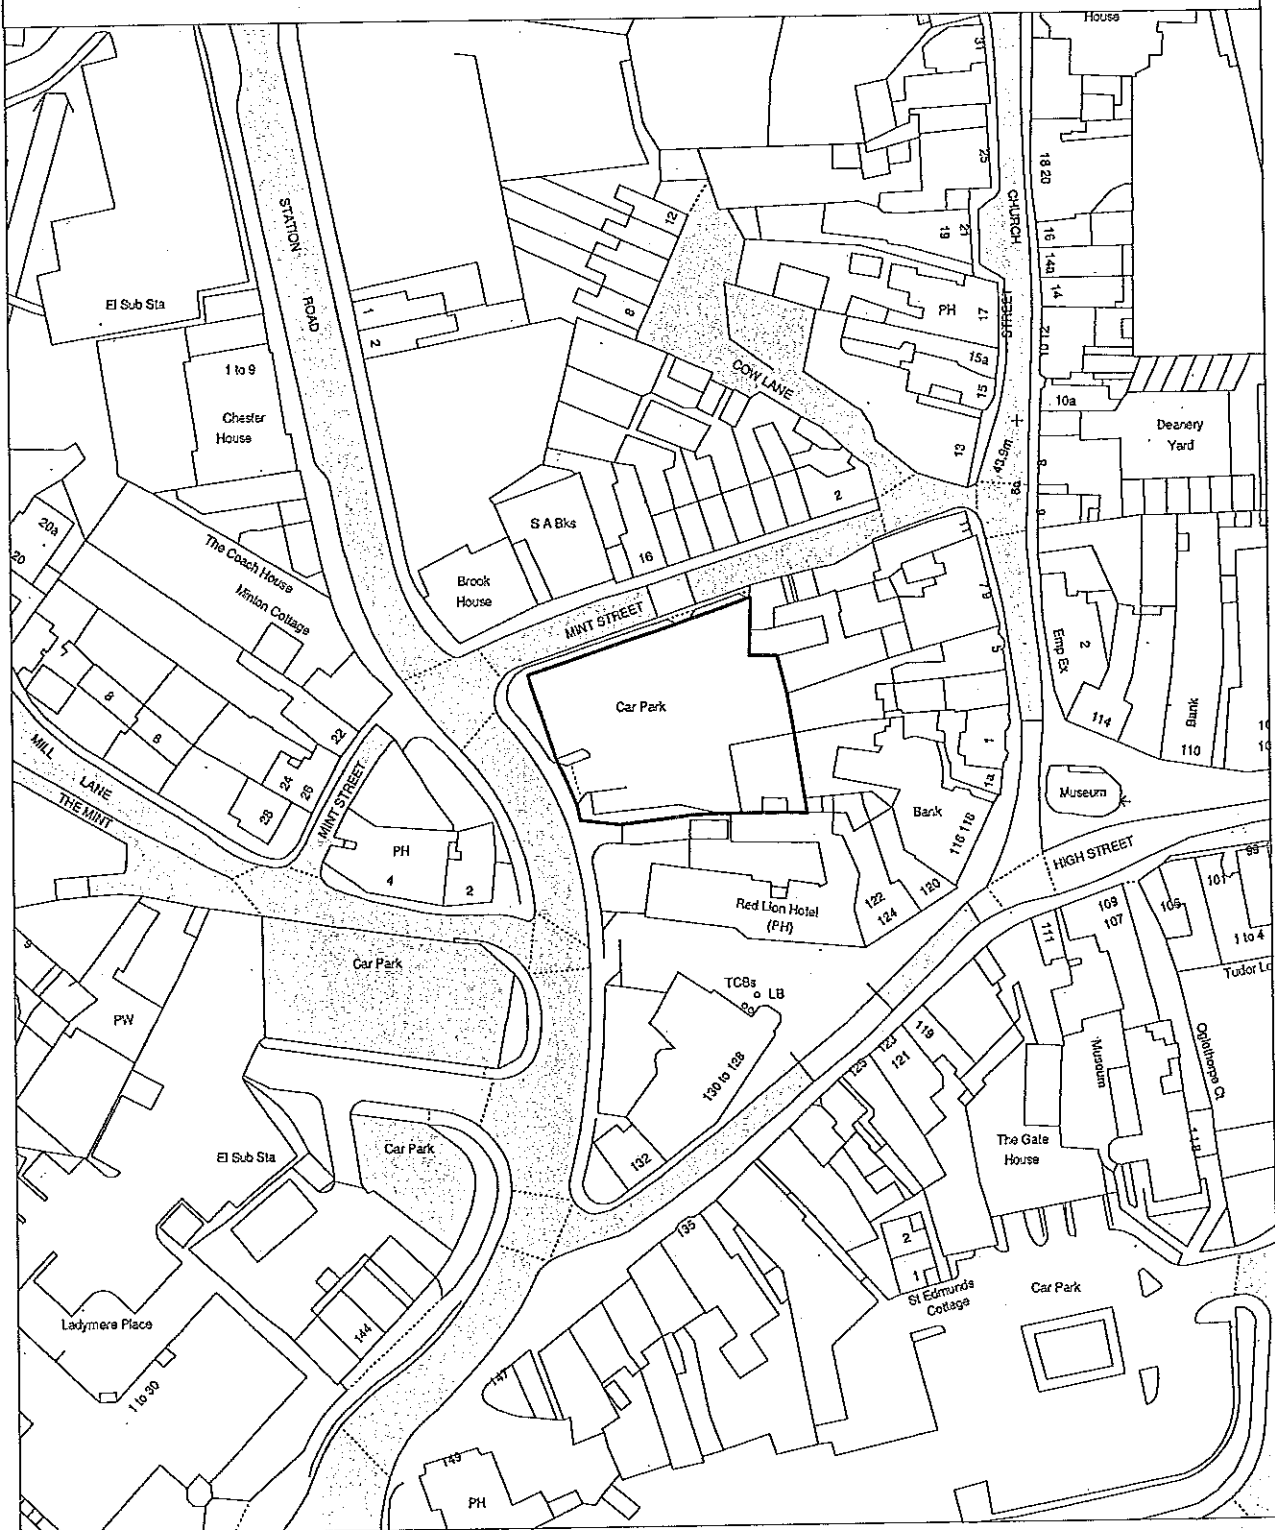 House
31
25
18 20
STATION
ROAD
12
CHURCH
STREET
21
19
16
14a
14
El Sub Sta
1
2
8
PH
17
15a
15
COW LANE
1 to 9
Chester
House
10a
Deanery
Yard
13
43.9m
8
6a
6
2
S A Bks
16
11
20a
20
The Coach House
Minton Cottage
Brook
House
MINT STREET
5
Emp Ex
2
114
Bank
110
7
8
6
22
24
26
28
Car Park
1
1a
Museum
MILL
LANE
THE MINT
MINT STREET
PH
4
2
Bank
116 118
HIGH STREET
99
101
105
109
107
111
1 to 4
Red Lion Hotel
(PH)
122
124
120
9
Car Park
TCBs
LB
PW
119
121
123
125
130 to 128
Museum
Oglethorpe Ct
The Gate
House
El Sub Sta
Car Park
132
135
2
1
St Edmunds
Cottage
Car Park
Ladymere Place
144
1 to 30
147
149
PH